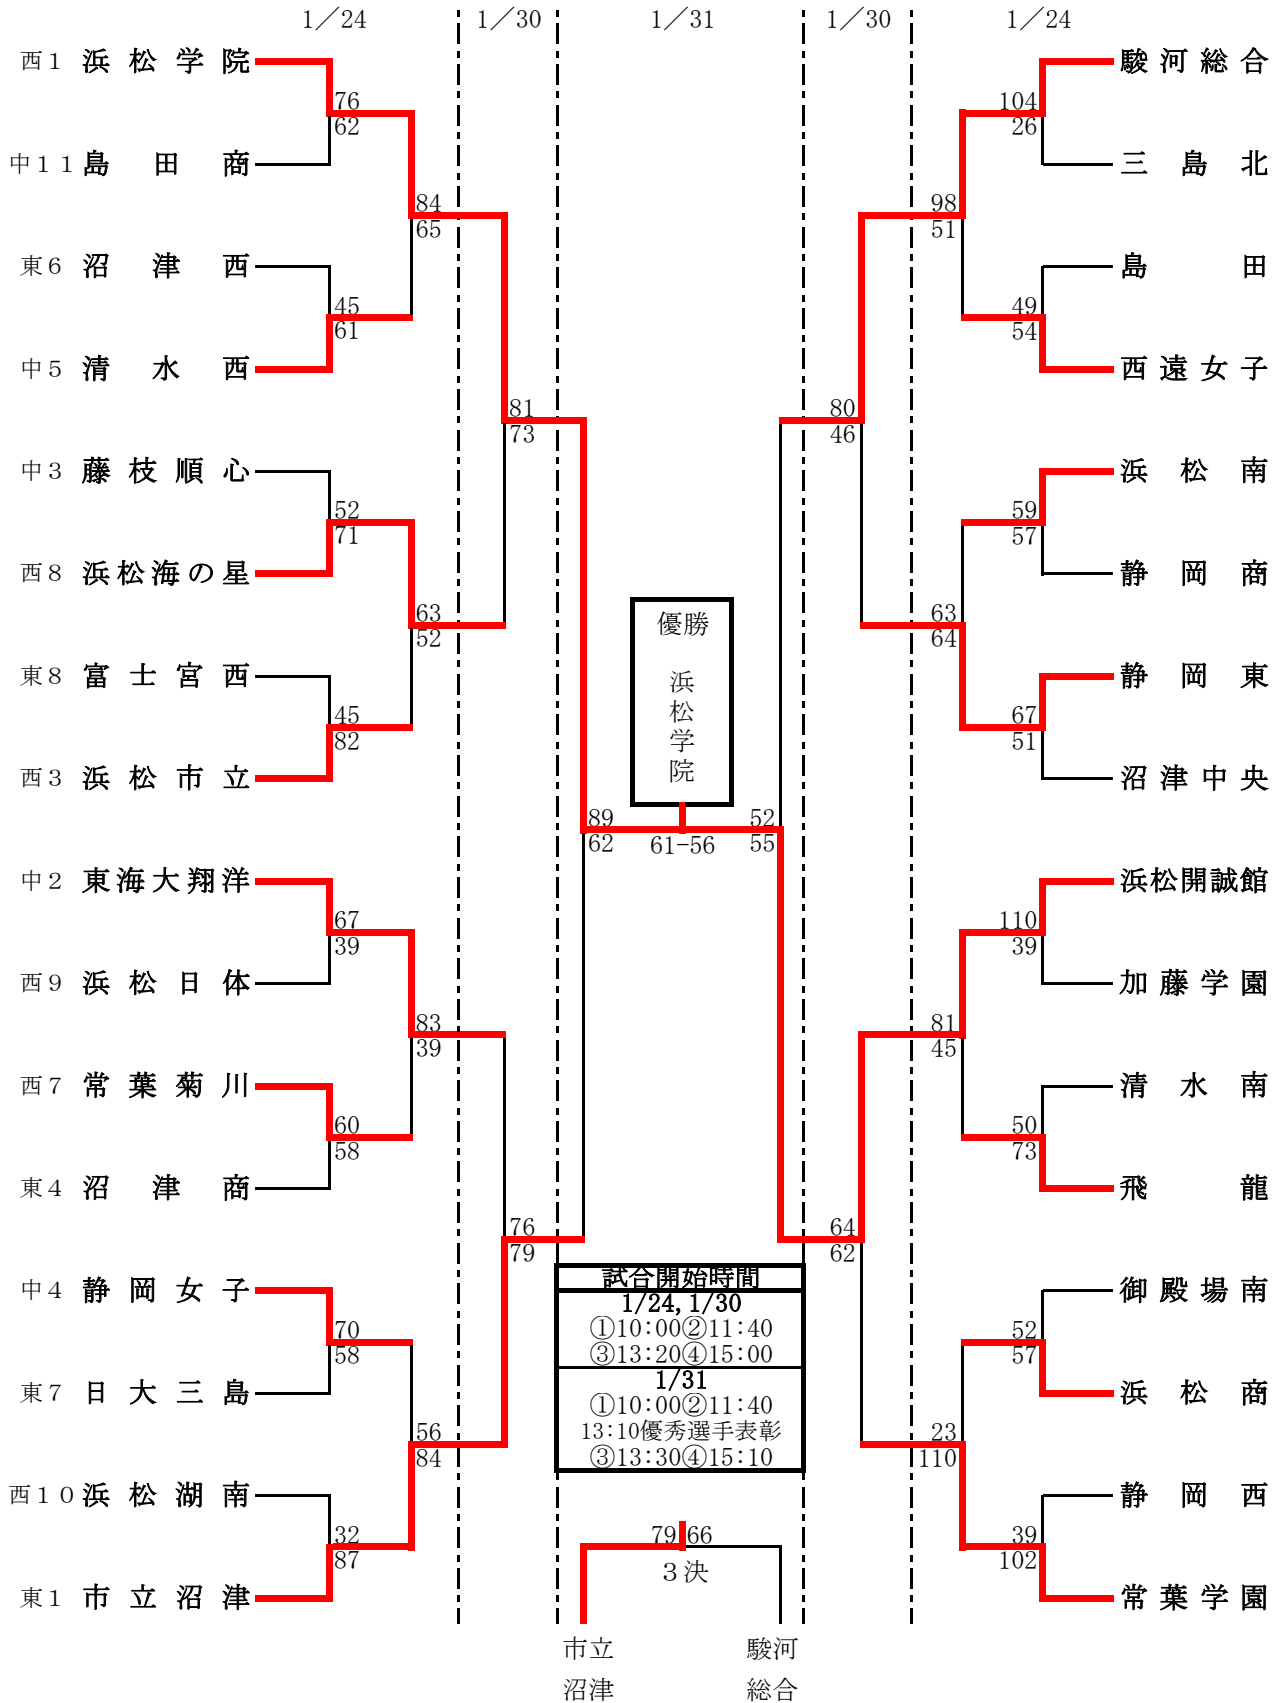 1／24 1／30 1／31 1／30 1／24
西1 浜松学院
76
62
中11 島田商
84
65
東6 沼津西
45
61
中5 清水西
81
73
中3 藤枝順心
52
71
西8 浜松海の星
63
52
東8 富士宮西
45
82
西3 浜松市立
89
62
中2 東海大翔洋
67
39
西9 浜松日体
83
39
西7 常葉菊川
60
58
東4 沼津商
76
79
中4 静岡女子
70
58
東7 日大三島
56
84
西10 浜松湖南
32
87
東1 市立沼津
優勝
浜松学院
61-56
試合開始時間
1/24,1/30
①10:00②11:40
③13:20④15:00
1/31
①10:00②11:40
13:10優秀選手表彰
③13:30④15:10
79 66
３決
市立 駿河
沼津 総合
駿河総合
104
26
三島北
98
51
島田
49
54
西遠女子
80
46
浜松南
59
57
静岡商
63
64
静岡東
67
51
沼津中央
52
55
浜松開誠館
110
39
加藤学園
81
45
清水南
50
73
飛龍
64
62
御殿場南
52
57
浜松商
23
110
静岡西
39
102
常葉学園